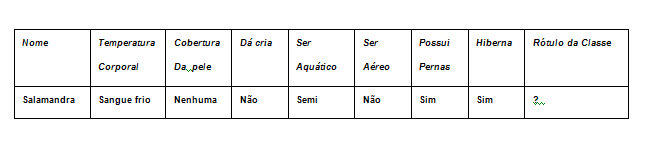 Nome Temperatura Cobertura Dá cria Ser Ser Possui Hiberna Rótulo da Classe
Corporal Da pele Aquático Aéreo Pernas
Salamandra Sangue frio Nenhuma Não Semi Não Sim Sim ?